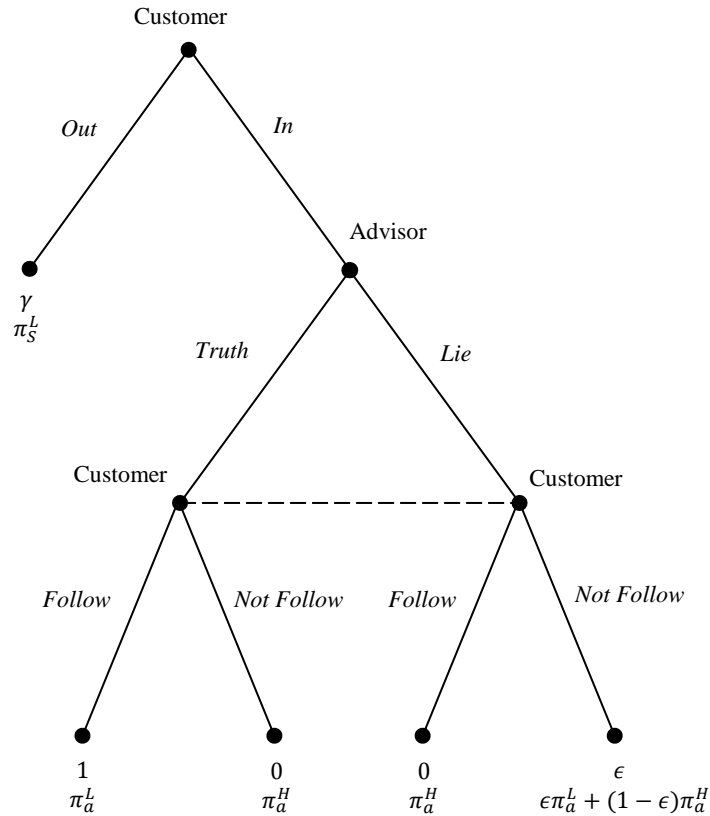 Customer
Out
In
Advisor
γ
π_S^L
Truth
Lie
Customer
Customer
Follow
Not Follow
Follow
Not Follow
1
0
0
ϵ
π_a^L
π_a^H
π_a^H
ϵπ_a^L + (1 − ϵ)π_a^H